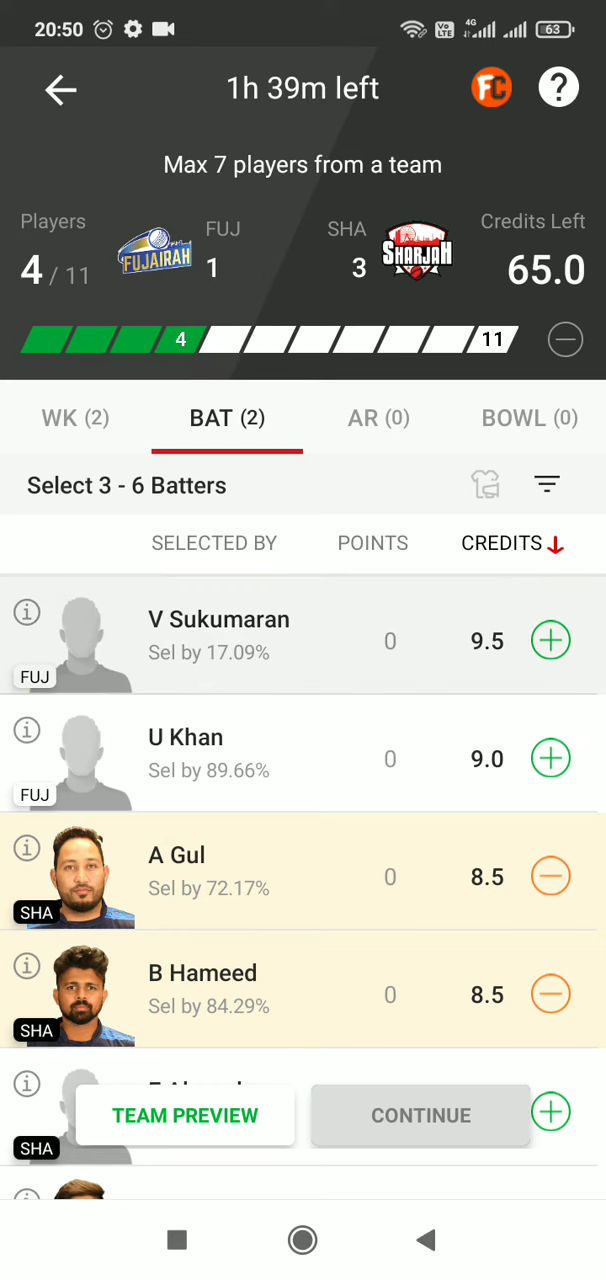 20:50 Vo LTE 4G 63
1h 39m left FC ?
Max 7 players from a team
Players FUJ SHA Credits Left
4 / 11 FUJAIRAH 1 3 SHARJAH 65.0
4 11
WK (2) BAT (2) AR (0) BOWL (0)
Select 3 - 6 Batters
SELECTED BY POINTS CREDITS
V Sukumaran
Sel by 17.09% 0 9.5
FUJ
U Khan
Sel by 89.66% 0 9.0
FUJ
A Gul
Sel by 72.17% 0 8.5
SHA
B Hameed
Sel by 84.29% 0 8.5
SHA
TEAM PREVIEW CONTINUE
SHA